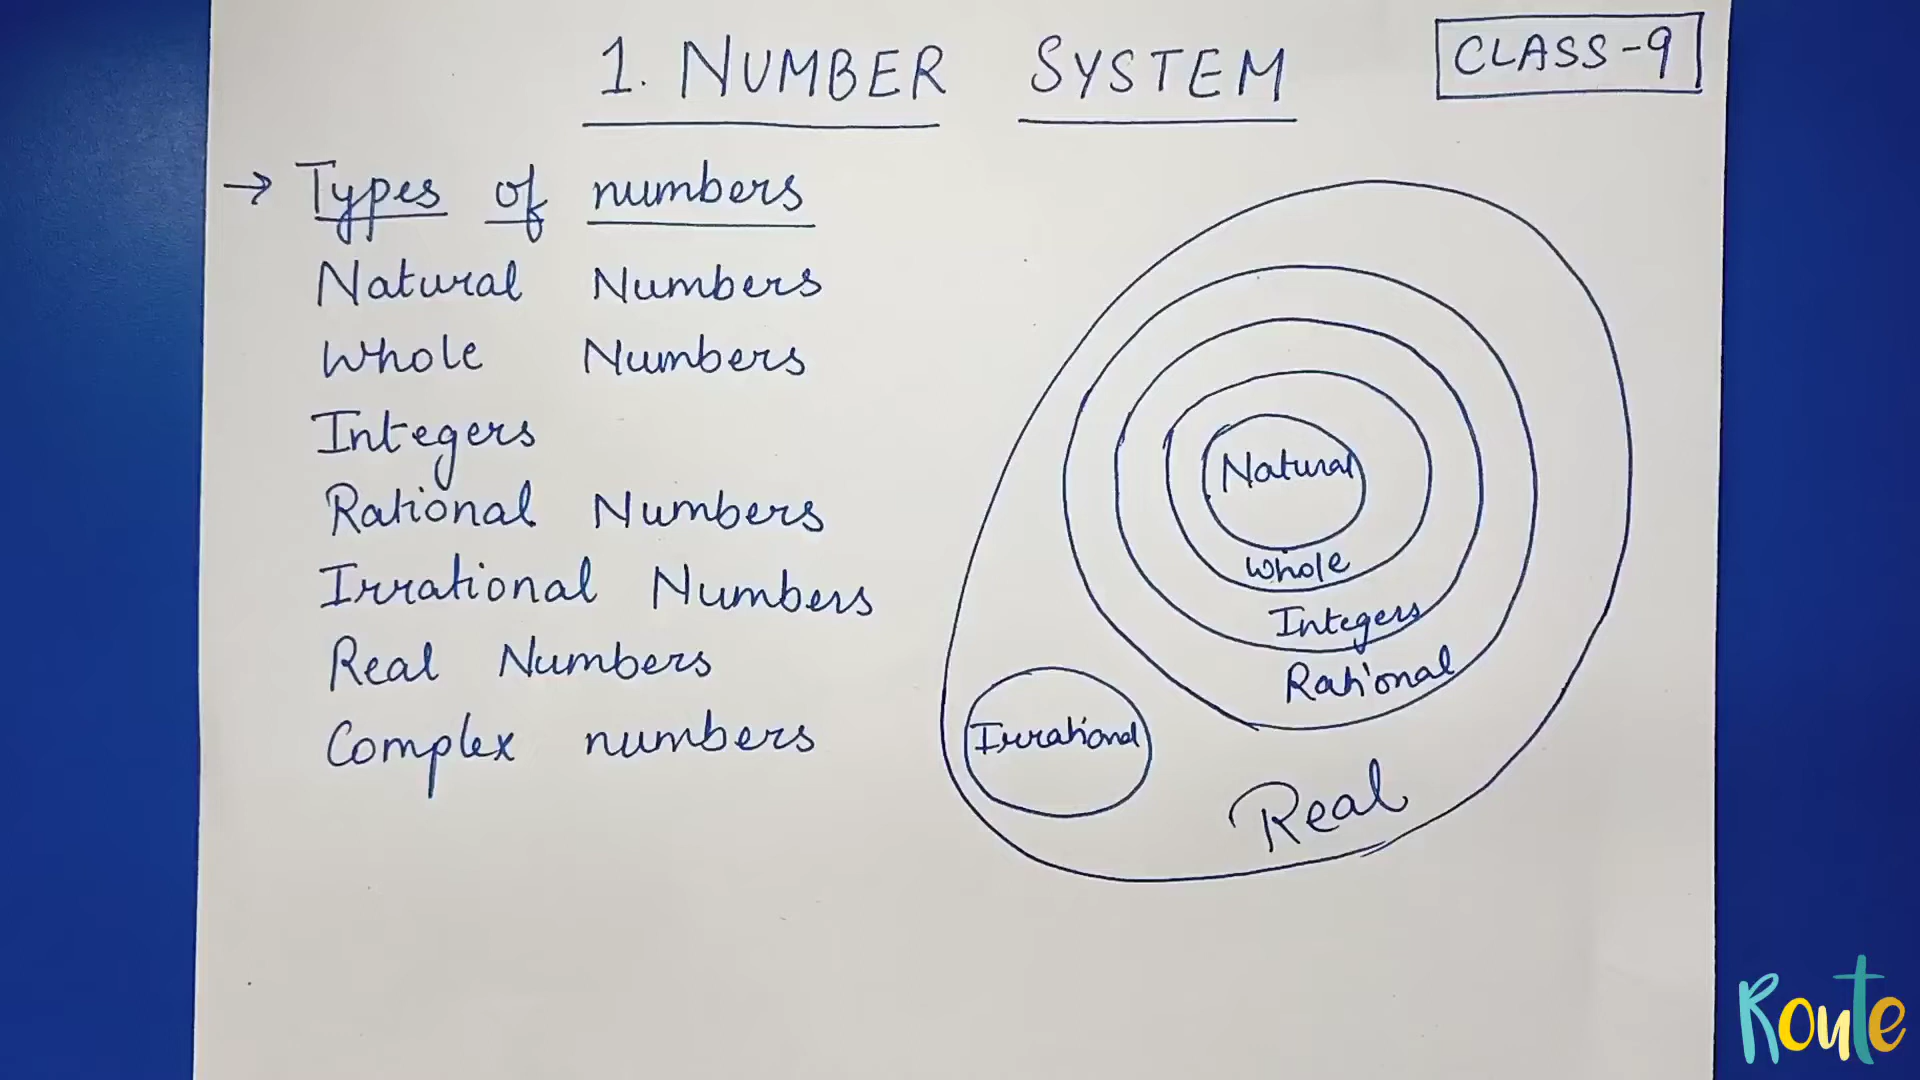 1. NUMBER SYSTEM
CLASS-9
→ Types of numbers
Natural Numbers
Whole Numbers
Integers
Rational Numbers
Irrational Numbers
Real Numbers
Complex numbers
Natural
Whole
Integers
Rational
Irrational
Real
Route